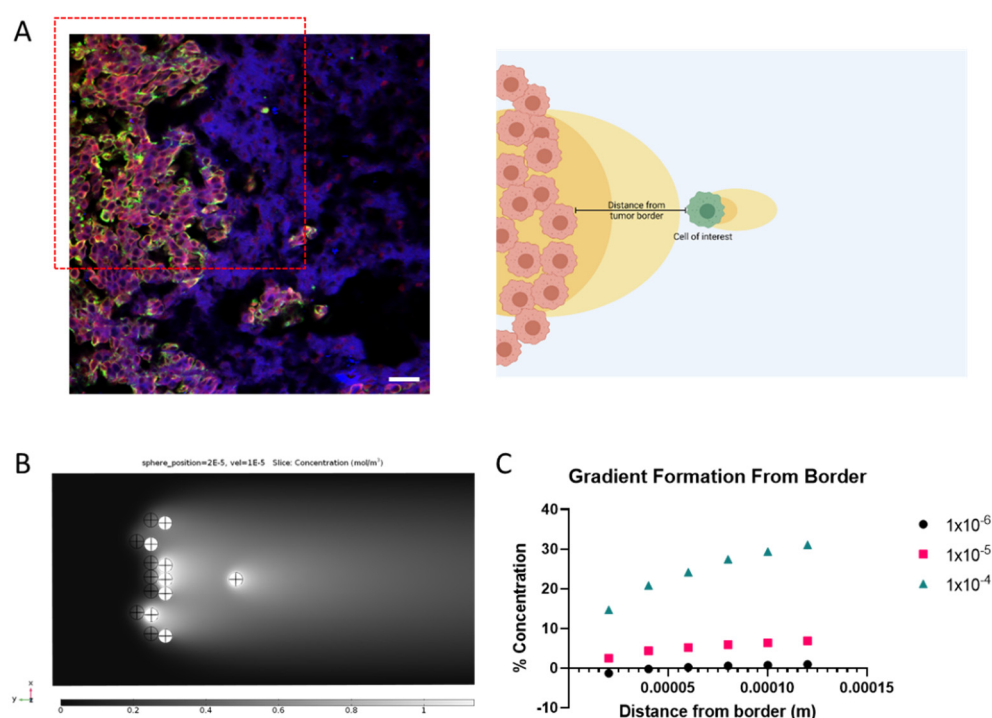 A
Distance from
tumor border
Cell of interest
B
sphere_position=2E-5, vel=1E-5 Slice: Concentration (mol/m³)
x
y
0 0.2 0.4 0.6 0.8 1
C
Gradient Formation From Border
40
30
20
10
0
-10
% Concentration
0.00005 0.00010 0.00015
Distance from border (m)
1x10⁻⁶
1x10⁻⁵
1x10⁻⁴